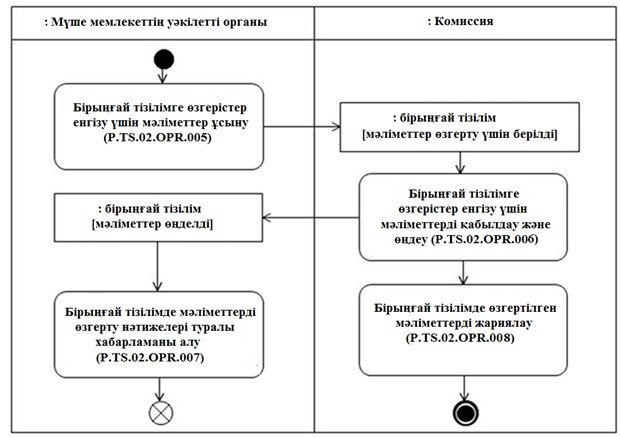 : Мүше мемлекеттің уәкілетті органы
: Комиссия
Бірыңғай тізілімге өзгерістер
енгізу үшін мәліметтер ұсыну
(P.TS.02.OPR.005)
: бірыңғай тізілім
[мәліметтер өзгерту үшін берілді]
Бірыңғай тізілімге
өзгерістер енгізу үшін
мәліметтерді қабылдау және
өңдеу (P.TS.02.OPR.006)
: бірыңғай тізілім
[мәліметтер өңделді]
Бірыңғай тізілімде мәліметтерді
өзгерту нәтижелері туралы
хабарламаны алу
(P.TS.02.OPR.007)
Бірыңғай тізілімде өзгертілген
мәліметтерді жариялау
(P.TS.02.OPR.008)